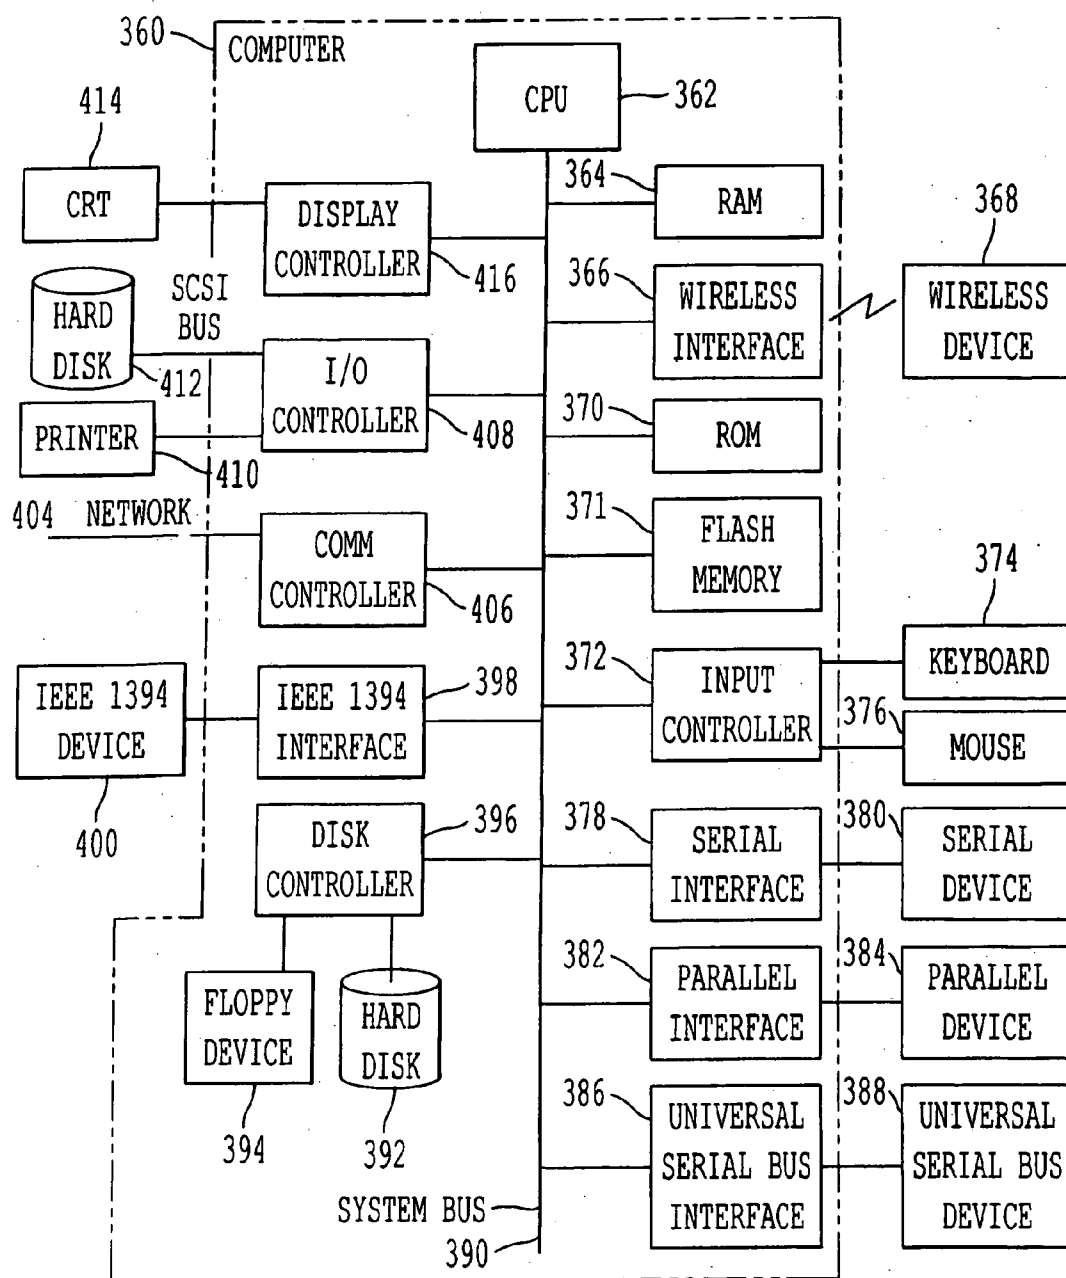 360
COMPUTER
414
CPU
362
364
CRT
DISPLAY
CONTROLLER
416
RAM
368
SCSI
BUS
366
WIRELESS
INTERFACE
WIRELESS
DEVICE
HARD
DISK
412
I/O
CONTROLLER
408
370
ROM
PRINTER
410
404
NETWORK
COMM
CONTROLLER
406
371
FLASH
MEMORY
374
372
INPUT
CONTROLLER
KEYBOARD
376
MOUSE
IEEE 1394
DEVICE
400
IEEE 1394
INTERFACE
398
DISK
CONTROLLER
396
378
SERIAL
INTERFACE
380
SERIAL
DEVICE
FLOPPY
DEVICE
394
HARD
DISK
392
382
PARALLEL
INTERFACE
384
PARALLEL
DEVICE
386
UNIVERSAL
SERIAL BUS
INTERFACE
388
UNIVERSAL
SERIAL BUS
DEVICE
SYSTEM BUS
390